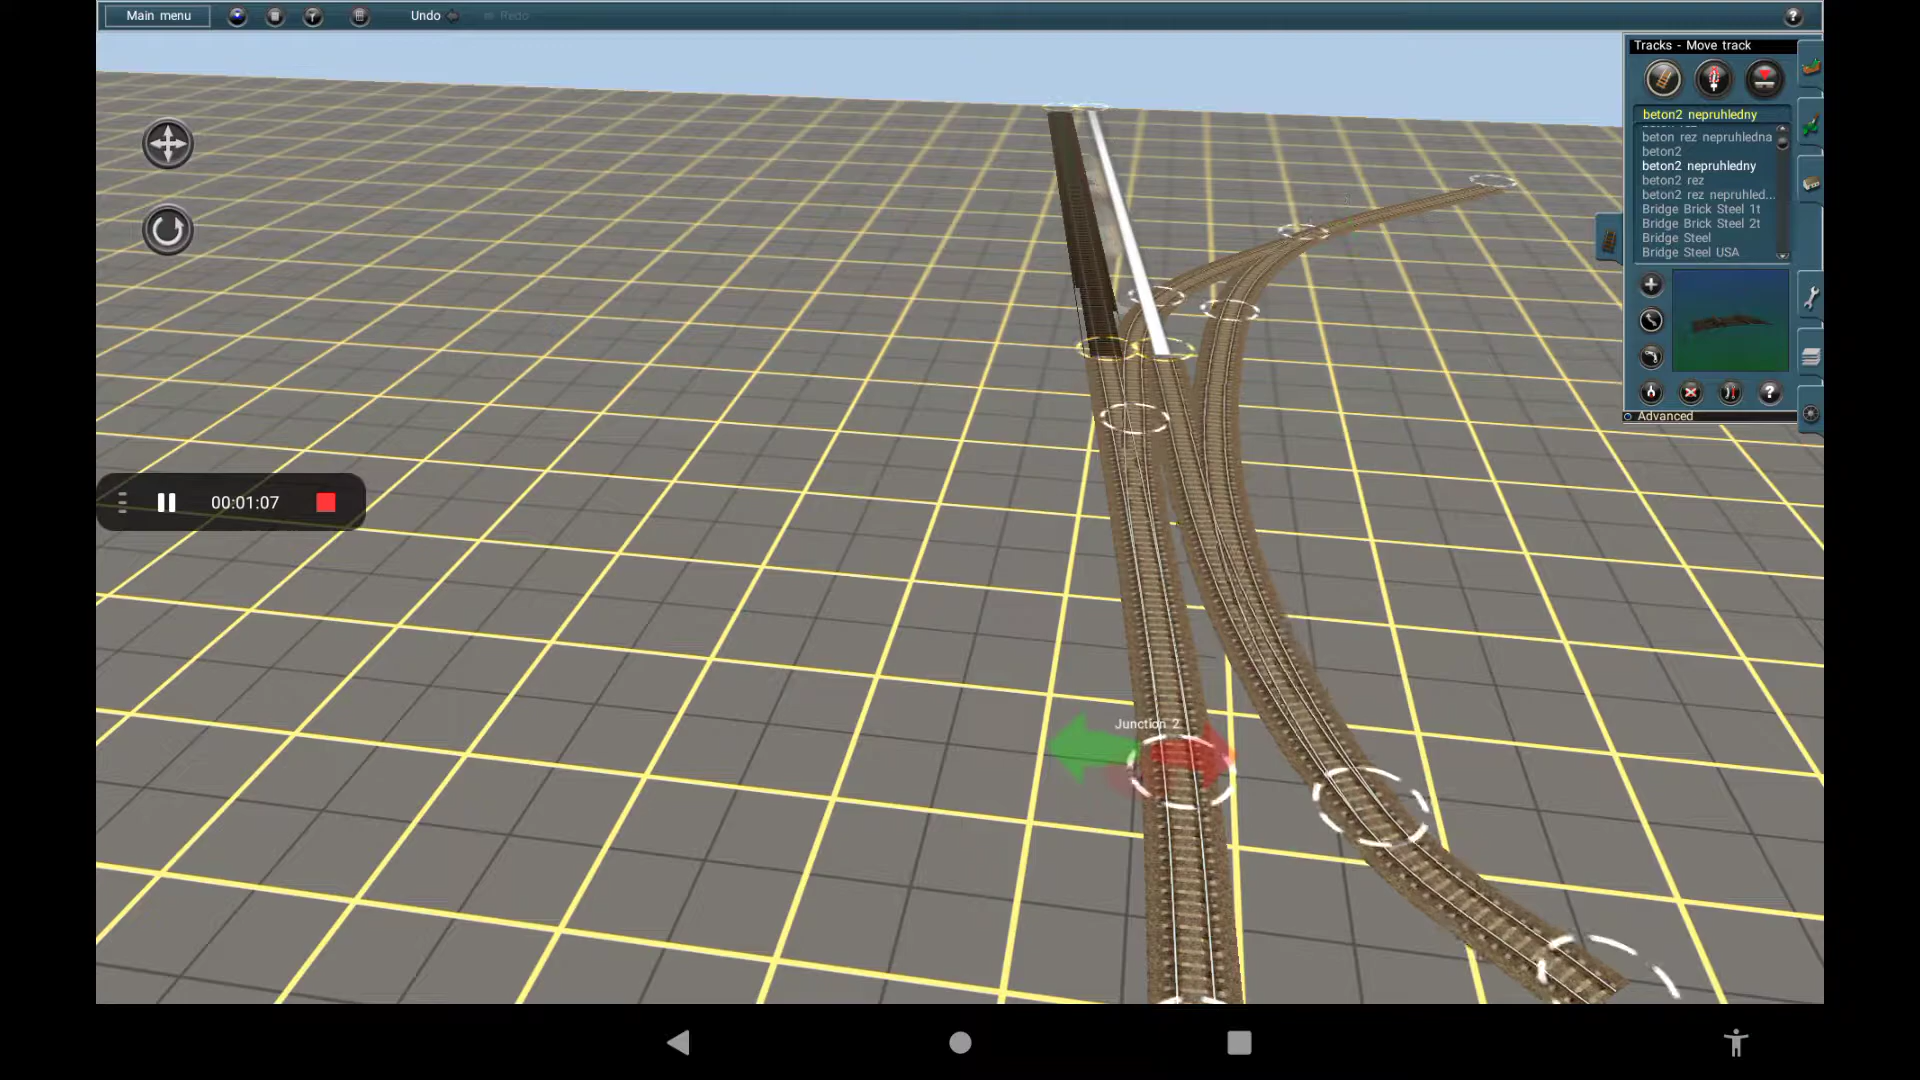 Main menu
Undo
Redo
?
Tracks - Move track
beton2 nepruhledny
beton rez nepruhledna
beton2
beton2 nepruhledny
beton2 rez
beton2 rez nepruhled...
Bridge Brick Steel 1t
Bridge Brick Steel 2t
Bridge Steel
Bridge Steel USA
?
Advanced
00:01:07
Junction 2